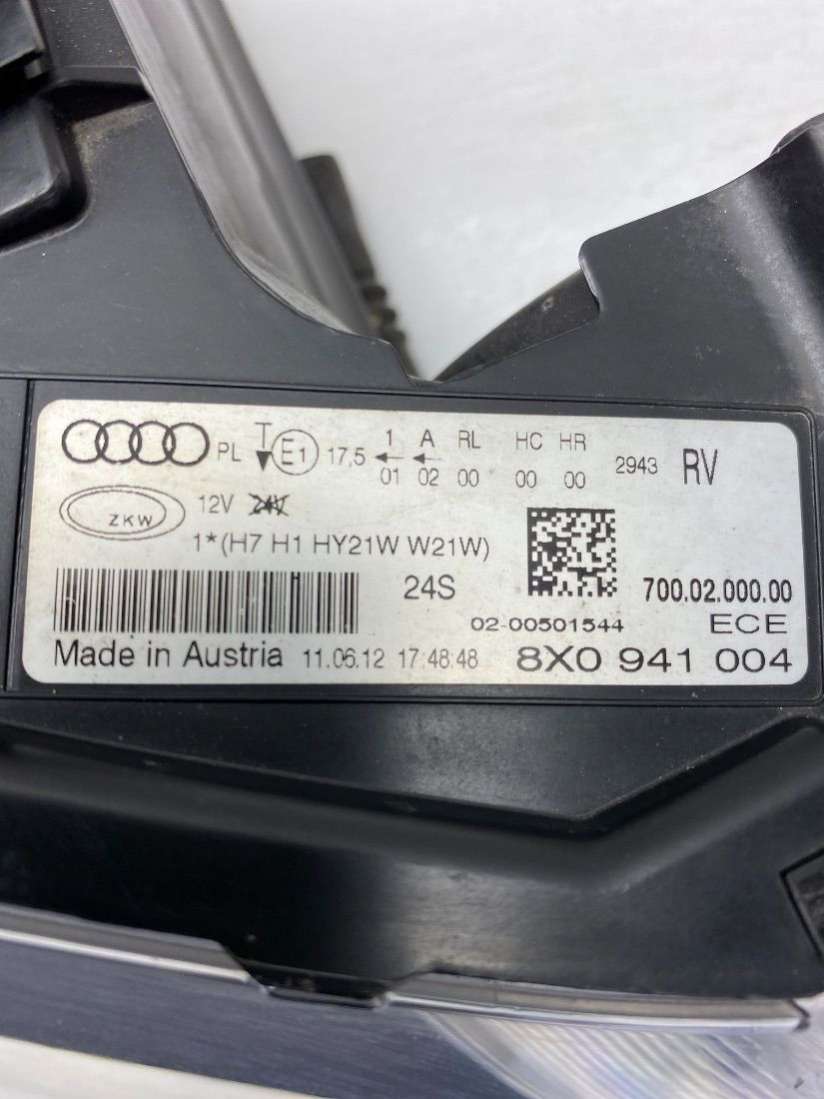 PL T E1 17,5 1 A RL HC HR 2943 RV
01 02 00 00 00
ZKW 12V 24V
1*(H7 H1 HY21W W21W)
24S 700.02.000.00
02-00501544 ECE
Made in Austria 11.06.12 17:48:48 8X0 941 004